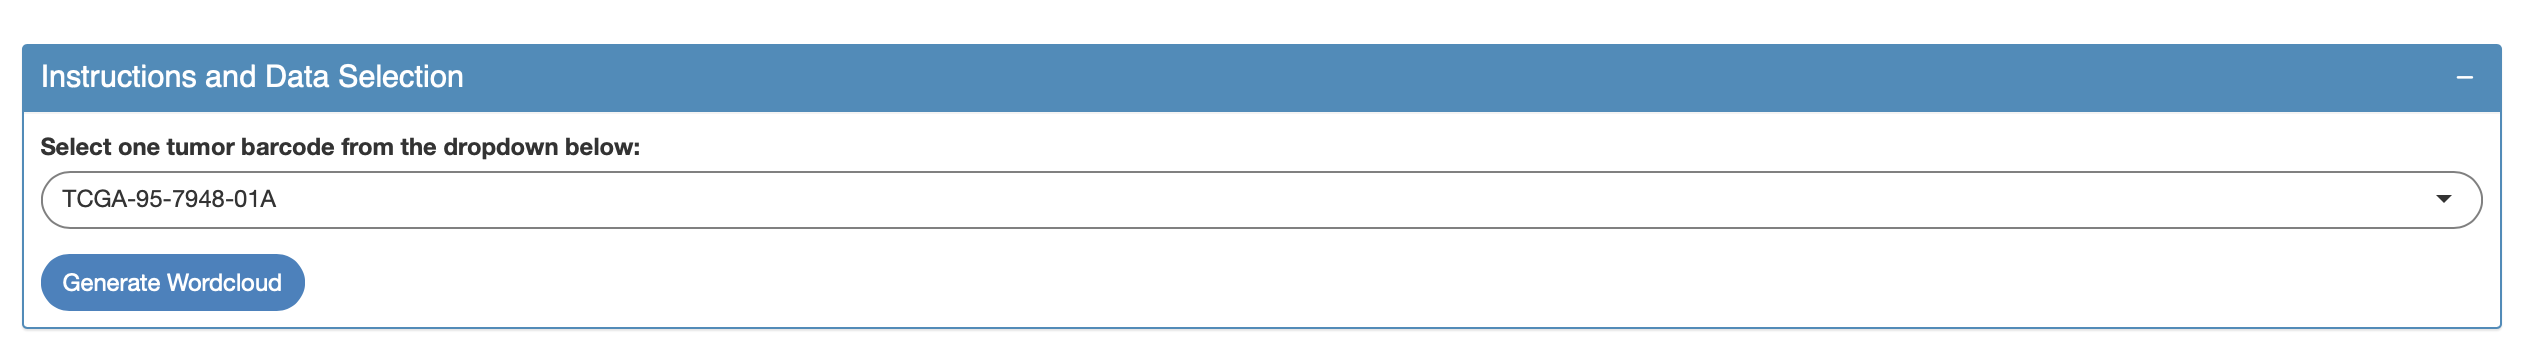 Instructions and Data Selection
Select one tumor barcode from the dropdown below:
TCGA-95-7948-01A
Generate Wordcloud